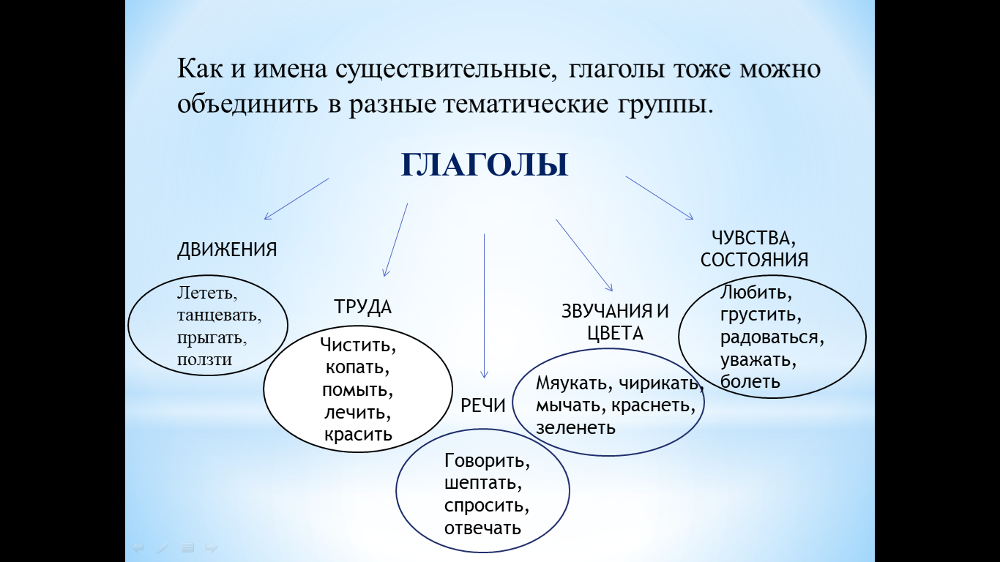 Как и имена существительные, глаголы тоже можно
объединить в разные тематические группы.
ГЛАГОЛЫ
ДВИЖЕНИЯ
Лететь,
танцевать,
прыгать,
ползти
ТРУДА
Чистить,
копать,
помыть,
лечить,
красить
РЕЧИ
Говорить,
шептать,
спросить,
отвечать
ЗВУЧАНИЯ И
ЦВЕТА
Мяукать, чирикать,
мычать, краснеть,
зеленеть
ЧУВСТВА,
СОСТОЯНИЯ
Любить,
грустить,
радоваться,
уважать,
болеть